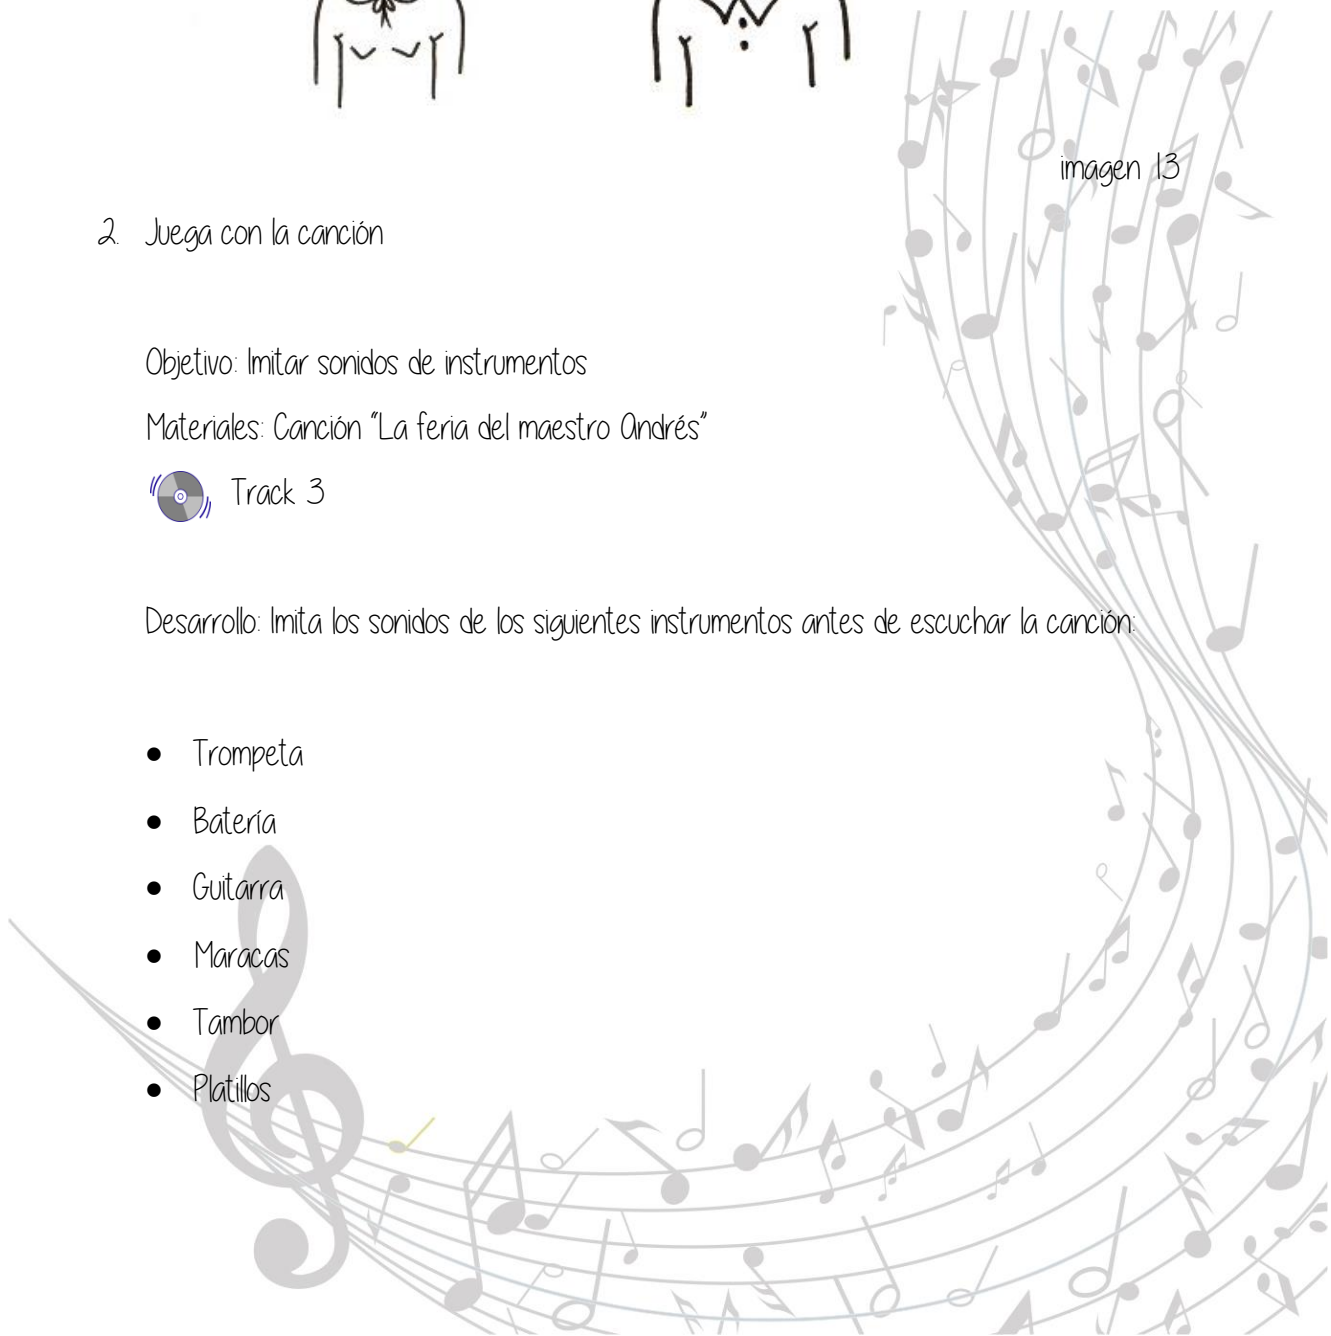 imagen 13
2. Juega con la canción
Objetivo: Imitar sonidos de instrumentos
Materiales: Canción “La feria del maestro Andrés”
Track 3
Desarrollo: Imita los sonidos de los siguientes instrumentos antes de escuchar la canción:
• Trompeta
• Batería
• Guitarra
• Maracas
• Tambor
• Platillos